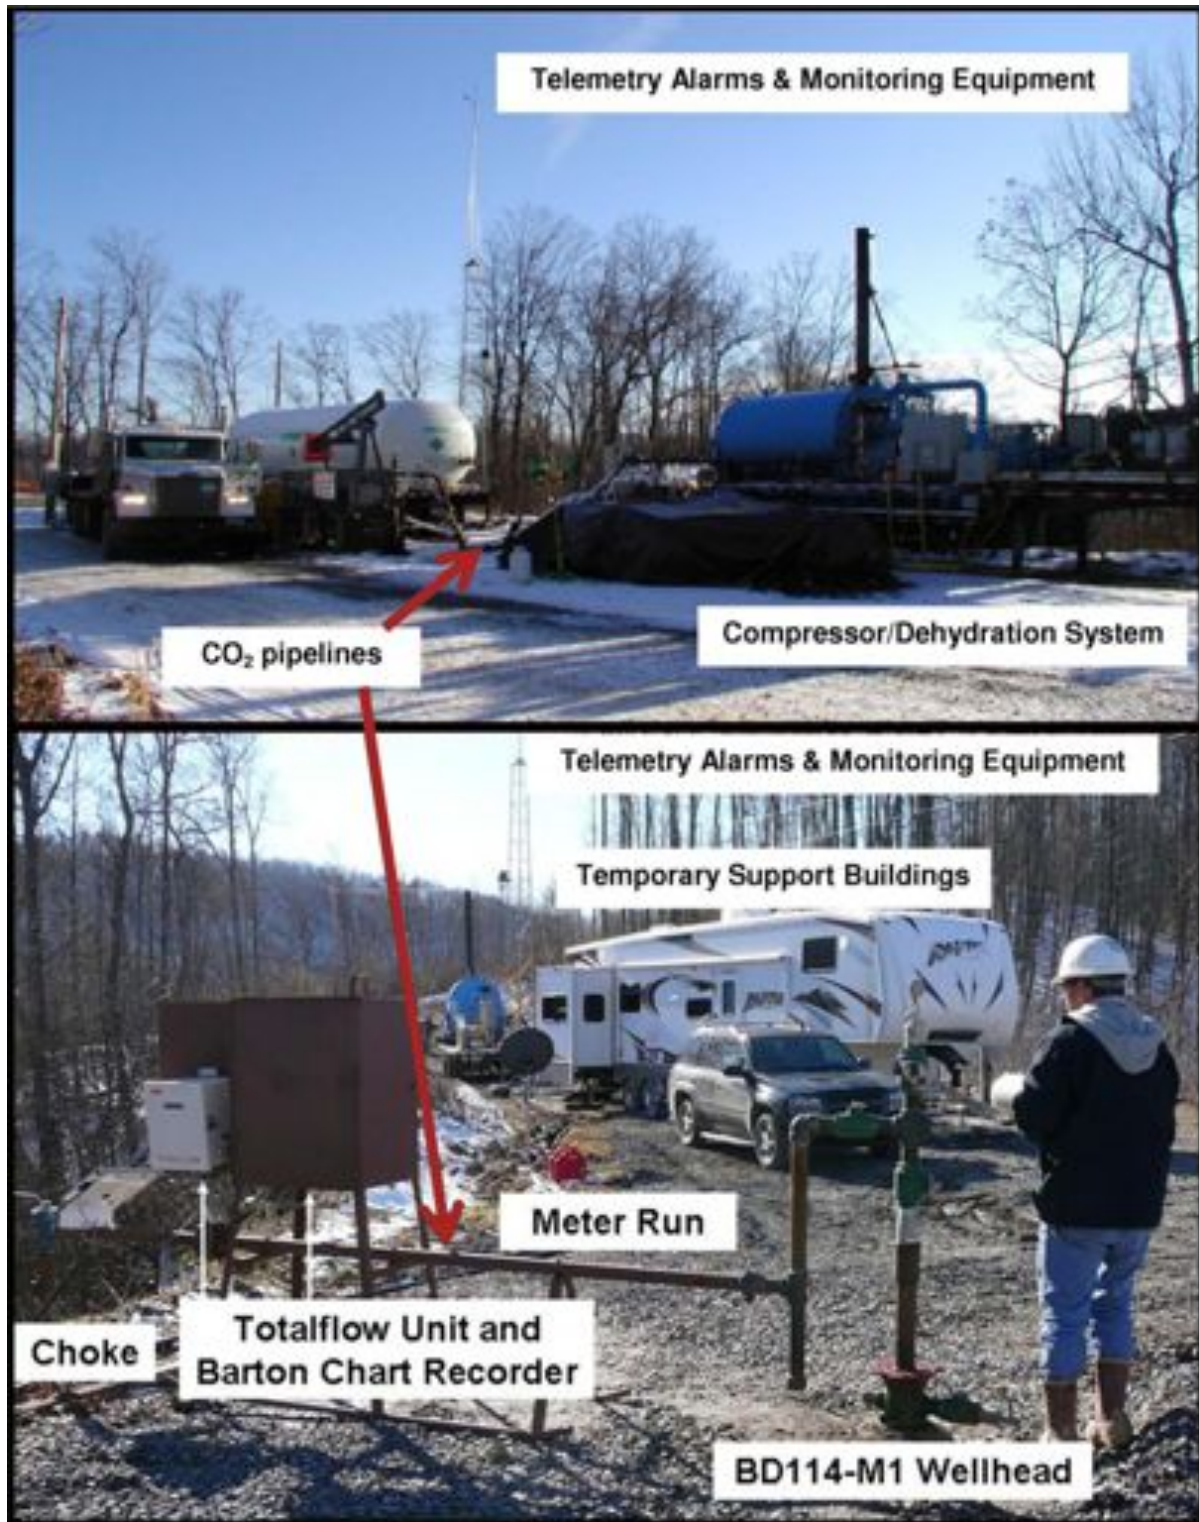 Telemetry Alarms & Monitoring Equipment
CO₂ pipelines
Compressor/Dehydration System
Telemetry Alarms & Monitoring Equipment
Temporary Support Buildings
Meter Run
Totalflow Unit and
Barton Chart Recorder
Choke
BD114-M1 Wellhead